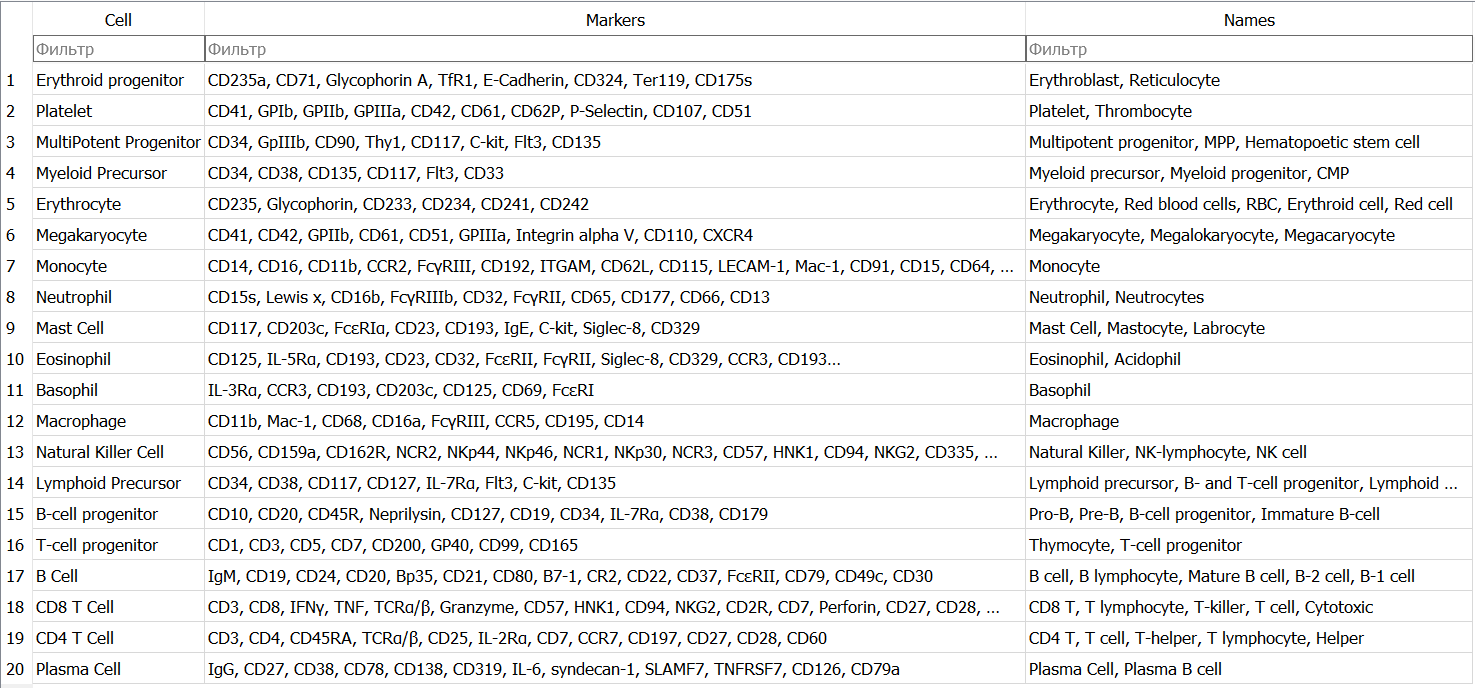 Cell Markers Names
Фильтр Фильтр Фильтр
1 Erythroid progenitor CD235a, CD71, Glycophorin A, TfR1, E-Cadherin, CD324, Ter119, CD175s Erythroblast, Reticulocyte
2 Platelet CD41, GPIb, GPIIb, GPIIIa, CD42, CD61, CD62P, P-Selectin, CD107, CD51 Platelet, Thrombocyte
3 MultiPotent Progenitor CD34, GpIIIb, CD90, Thy1, CD117, C-kit, Flt3, CD135 Multipotent progenitor, MPP, Hematopoetic stem cell
4 Myeloid Precursor CD34, CD38, CD135, CD117, Flt3, CD33 Myeloid precursor, Myeloid progenitor, CMP
5 Erythrocyte CD235, Glycophorin, CD233, CD234, CD241, CD242 Erythrocyte, Red blood cells, RBC, Erythroid cell, Red cell
6 Megakaryocyte CD41, CD42, GPIIb, CD61, CD51, GPIIIa, Integrin alpha V, CD110, CXCR4 Megakaryocyte, Megalokaryocyte, Megacaryocyte
7 Monocyte CD14, CD16, CD11b, CCR2, FcγRIII, CD192, ITGAM, CD62L, CD115, LECAM-1, Mac-1, CD91, CD15, CD64, ... Monocyte
8 Neutrophil CD15s, Lewis x, CD16b, FcγRIIIb, CD32, FcγRII, CD65, CD177, CD66, CD13 Neutrophil, Neutrocytes
9 Mast Cell CD117, CD203c, FcεRIα, CD23, CD193, IgE, C-kit, Siglec-8, CD329 Mast Cell, Mastocyte, Labrocyte
10 Eosinophil CD125, IL-5Rα, CD193, CD23, CD32, FcεRII, FcγRII, Siglec-8, CD329, CCR3, CD193... Eosinophil, Acidophil
11 Basophil IL-3Rα, CCR3, CD193, CD203c, CD125, CD69, FcεRI Basophil
12 Macrophage CD11b, Mac-1, CD68, CD16a, FcγRIII, CCR5, CD195, CD14 Macrophage
13 Natural Killer Cell CD56, CD159a, CD162R, NCR2, NKp44, NKp46, NCR1, NKp30, NCR3, CD57, HNK1, CD94, NKG2, CD335, ... Natural Killer, NK-lymphocyte, NK cell
14 Lymphoid Precursor CD34, CD38, CD117, CD127, IL-7Rα, Flt3, C-kit, CD135 Lymphoid precursor, B- and T-cell progenitor, Lymphoid ...
15 B-cell progenitor CD10, CD20, CD45R, Neprilysin, CD127, CD19, CD34, IL-7Rα, CD38, CD179 Pro-B, Pre-B, B-cell progenitor, Immature B-cell
16 T-cell progenitor CD1, CD3, CD5, CD7, CD200, GP40, CD99, CD165 Thymocyte, T-cell progenitor
17 B Cell IgM, CD19, CD24, CD20, Bp35, CD21, CD80, B7-1, CR2, CD22, CD37, FcεRII, CD79, CD49c, CD30 B cell, B lymphocyte, Mature B cell, B-2 cell, B-1 cell
18 CD8 T Cell CD3, CD8, IFNγ, TNF, TCRα/β, Granzyme, CD57, HNK1, CD94, NKG2, CD2R, CD7, Perforin, CD27, CD28, ... CD8 T, T lymphocyte, T-killer, T cell, Cytotoxic
19 CD4 T Cell CD3, CD4, CD45RA, TCRα/β, CD25, IL-2Rα, CD7, CCR7, CD197, CD27, CD28, CD60 CD4 T, T cell, T-helper, T lymphocyte, Helper
20 Plasma Cell IgG, CD27, CD38, CD78, CD138, CD319, IL-6, syndecan-1, SLAMF7, TNFRSF7, CD126, CD79a Plasma Cell, Plasma B cell